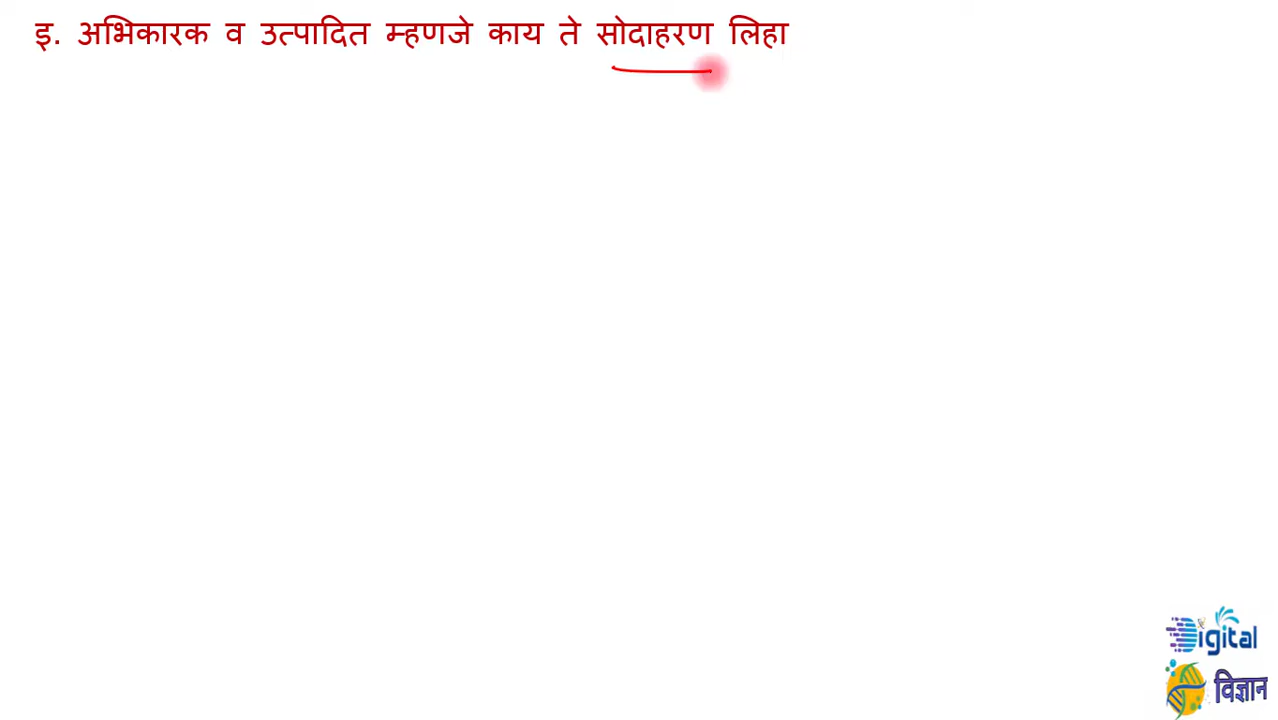 इ. अभिकारक व उत्पादित म्हणजे काय ते सोदाहरण लिहा
Digital
विज्ञान